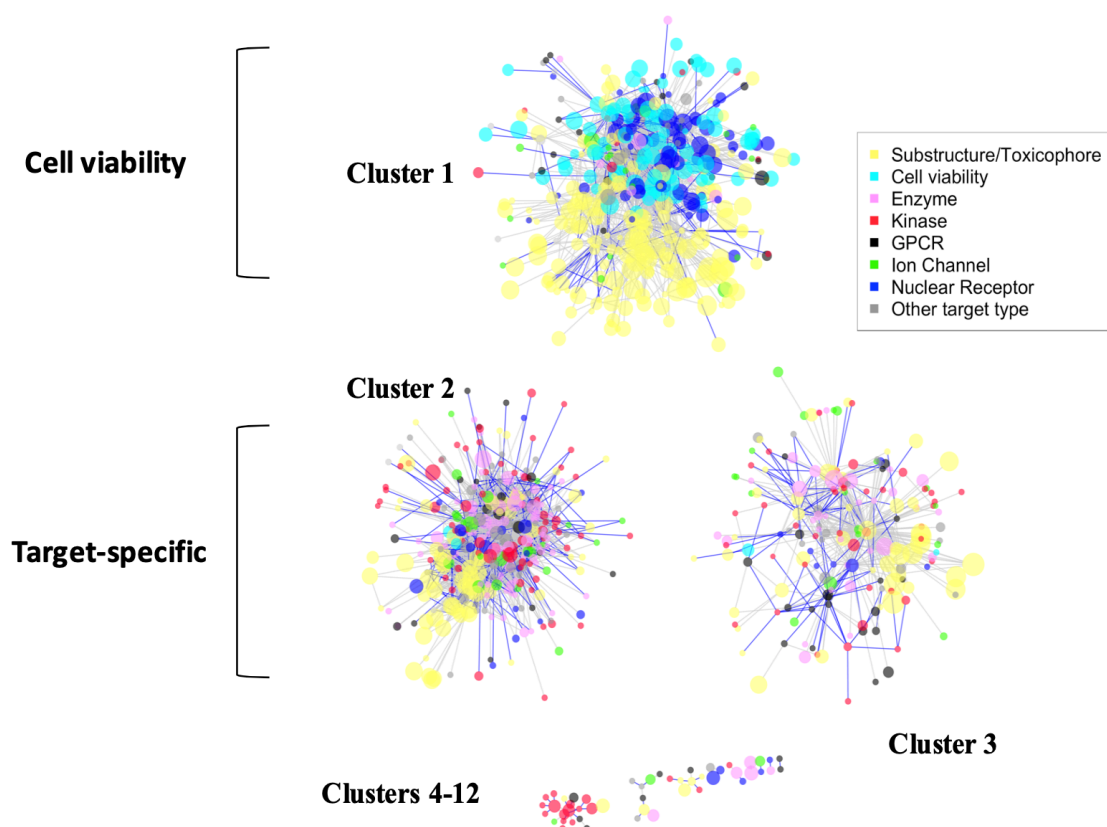 Cell viability
Cluster 1
Substructure/Toxicophore
Cell viability
Enzyme
Kinase
GPCR
Ion Channel
Nuclear Receptor
Other target type
Cluster 2
Target-specific
Cluster 3
Clusters 4-12